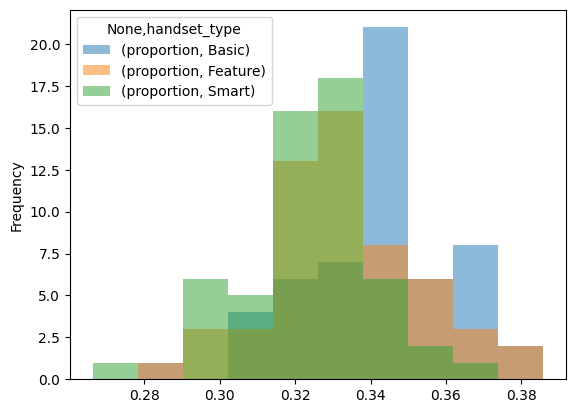 None,handset_type
(proportion, Basic)
(proportion, Feature)
(proportion, Smart)
Frequency
20.0
17.5
15.0
12.5
10.0
7.5
5.0
2.5
0.0
0.28 0.30 0.32 0.34 0.36 0.38